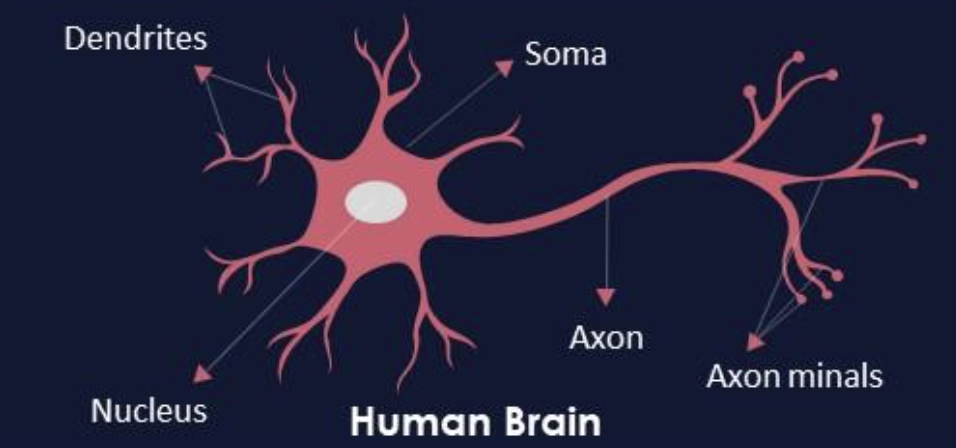 Dendrites
Soma
Axon
Axon minals
Nucleus
Human Brain